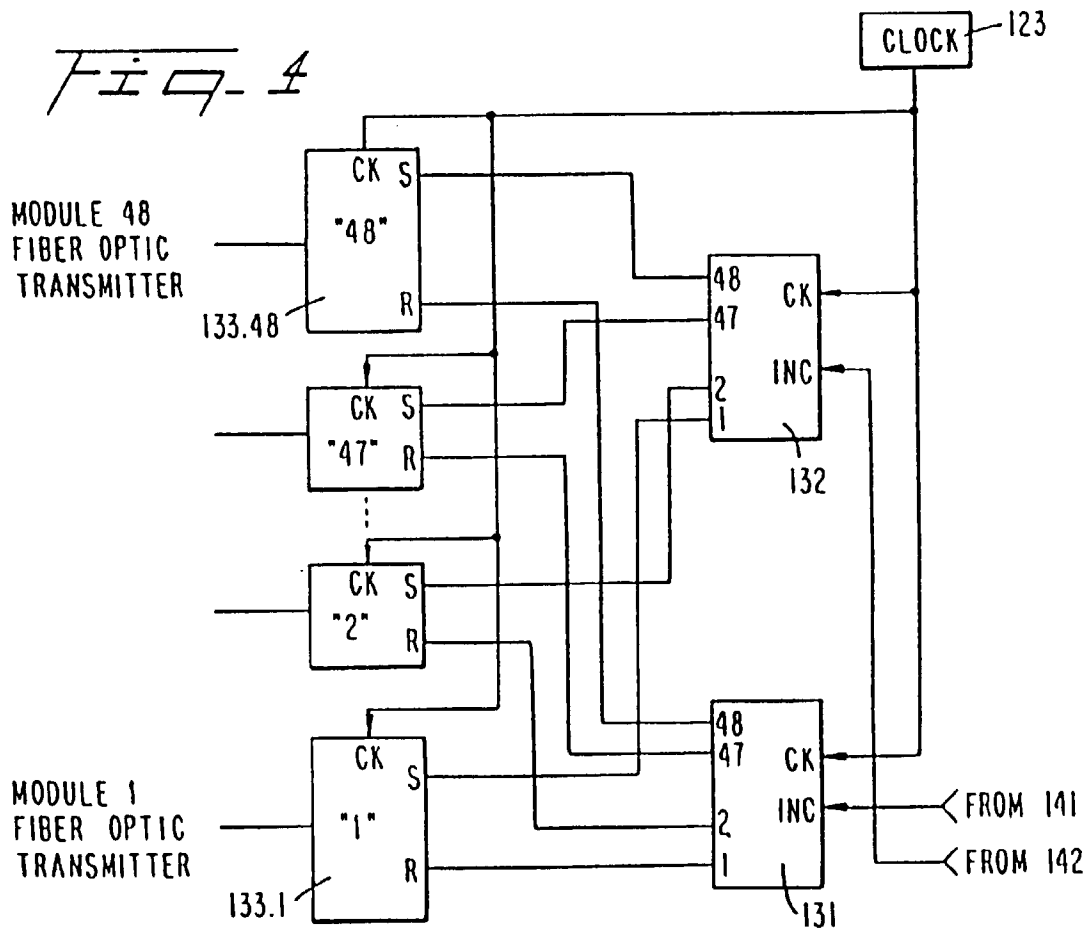 Fig. 4
CLOCK
123
CK
S
"48"
R
MODULE 48
FIBER OPTIC
TRANSMITTER
133.48
48
47
2
1
CK
INC
132
CK
S
"47"
R
CK
S
"2"
R
CK
S
"1"
R
MODULE 1
FIBER OPTIC
TRANSMITTER
133.1
48
47
2
1
CK
INC
131
FROM 141
FROM 142